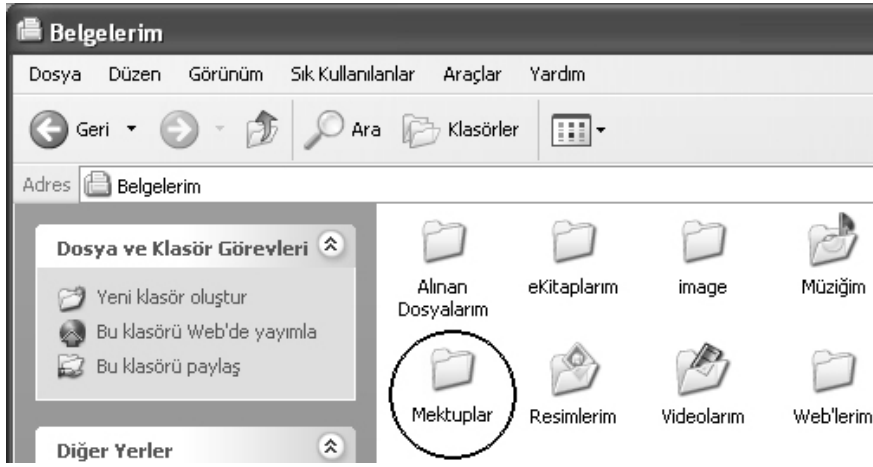 Belgelerim
Dosya Düzen Görünüm Sık Kullanılanlar Araçlar Yardım
Geri Ara Klasörler
Adres Belgelerim
Dosya ve Klasör Görevleri
Yeni klasör oluştur
Bu klasörü Web'de yayımla
Bu klasörü paylaş
Diğer Yerler
Alınan Dosyalarım
eKitaplarım
image
Müziğim
Mektuplar
Resimlerim
Videolarım
Web'lerim